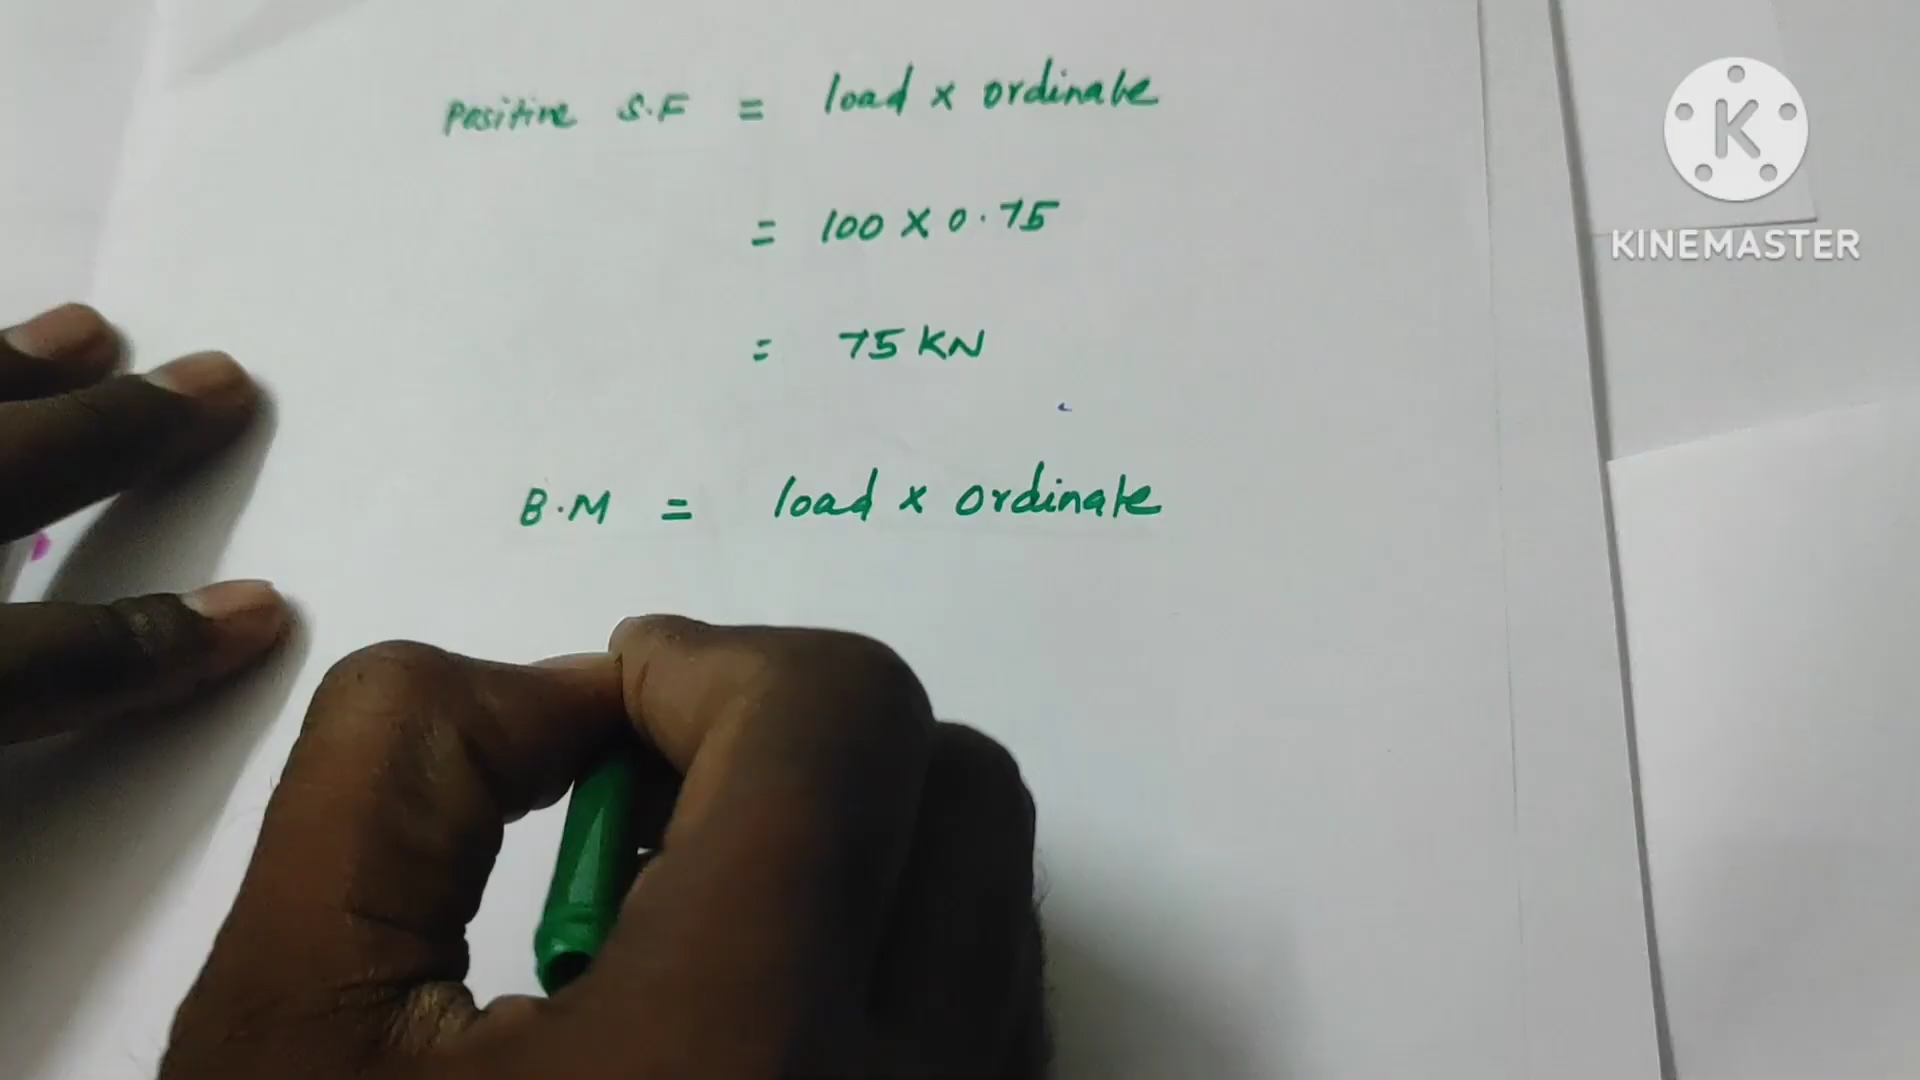 Positive S.F = load x ordinate
= 100 x 0.75
= 75 KN
B.M = load x ordinate
K
KINEMASTER